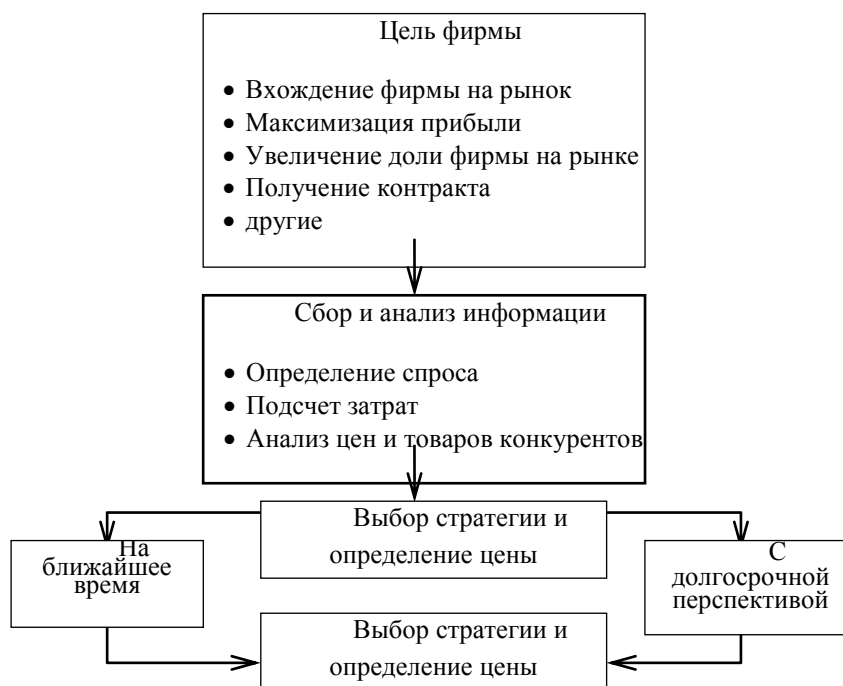 Цель фирмы
• Вхождение фирмы на рынок
• Максимизация прибыли
• Увеличение доли фирмы на рынке
• Получение контракта
• другие
Сбор и анализ информации
• Определение спроса
• Подсчет затрат
• Анализ цен и товаров конкурентов
Выбор стратегии и
определение цены
На
ближайшее
время
С
долгосрочной
перспективой
Выбор стратегии и
определение цены